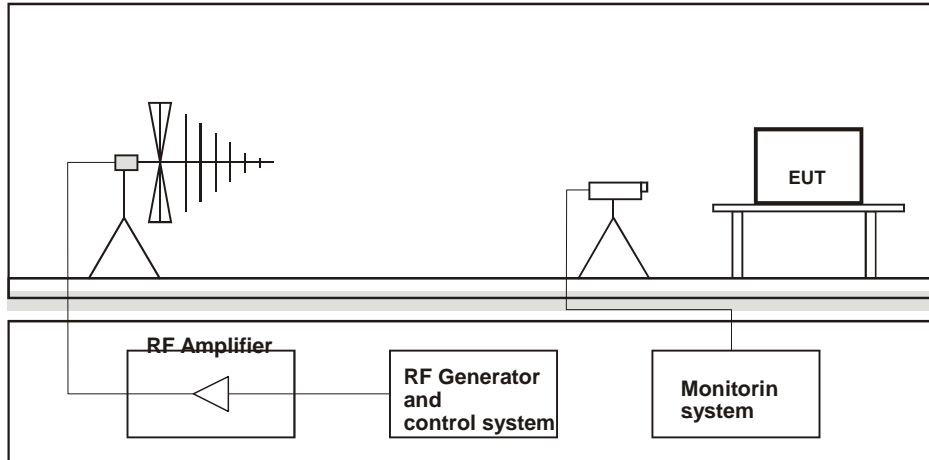 EUT
RF Amplifier
RF Generator
and
control system
Monitorin
system